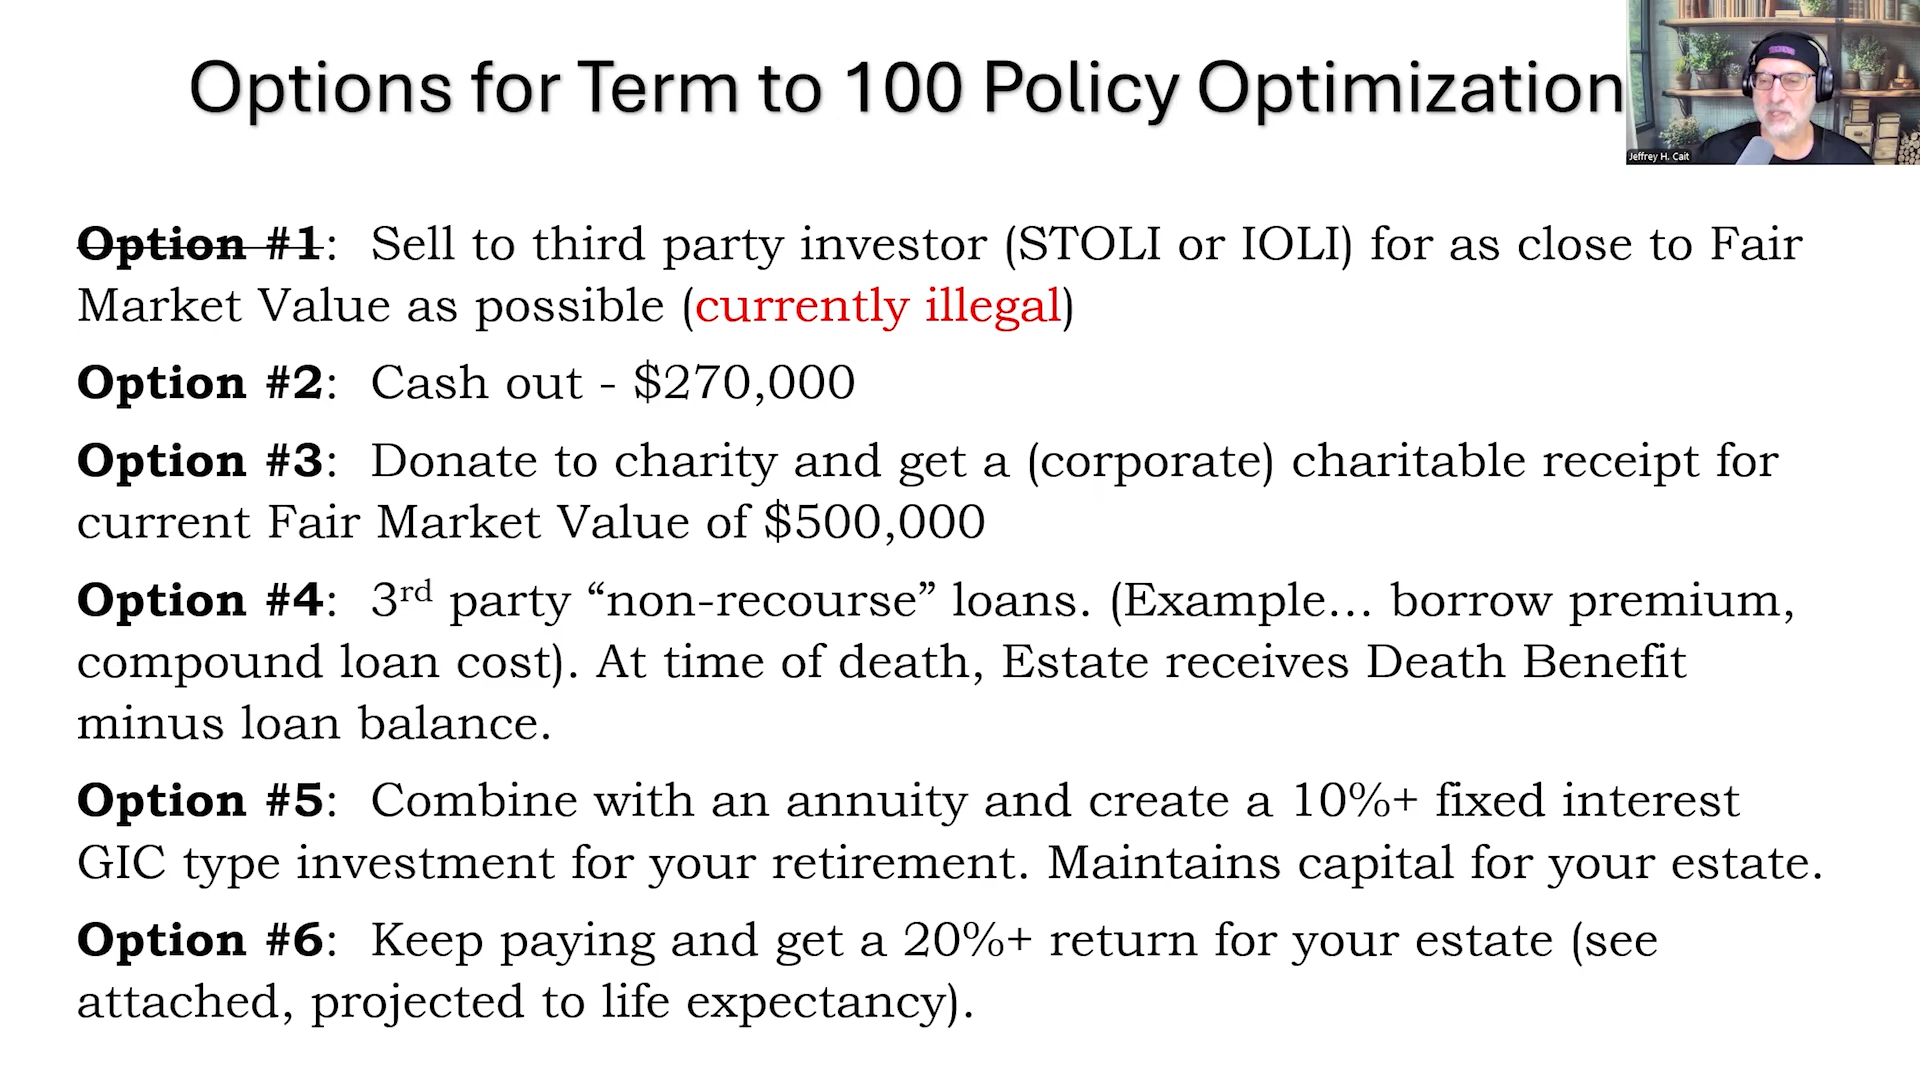 Options for Term to 100 Policy Optimization
Jeffrey H. Cait
Option #1: Sell to third party investor (STOLI or IOLI) for as close to Fair
Market Value as possible (currently illegal)
Option #2: Cash out - $270,000
Option #3: Donate to charity and get a (corporate) charitable receipt for
current Fair Market Value of $500,000
Option #4: 3rd party “non-recourse” loans. (Example... borrow premium,
compound loan cost). At time of death, Estate receives Death Benefit
minus loan balance.
Option #5: Combine with an annuity and create a 10%+ fixed interest
GIC type investment for your retirement. Maintains capital for your estate.
Option #6: Keep paying and get a 20%+ return for your estate (see
attached, projected to life expectancy).